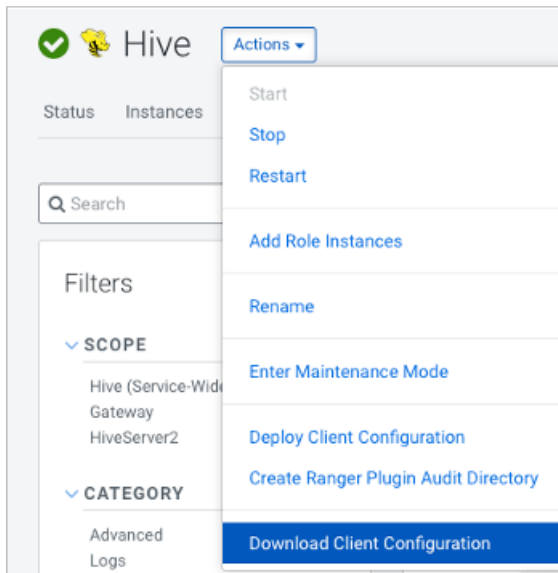 Hive
Actions
Status Instances
Start
Stop
Restart
Search
Add Role Instances
Filters
Rename
SCOPE
Enter Maintenance Mode
Hive (Service-Wide
Gateway
HiveServer2
Deploy Client Configuration
Create Ranger Plugin Audit Directory
CATEGORY
Advanced
Logs
Download Client Configuration